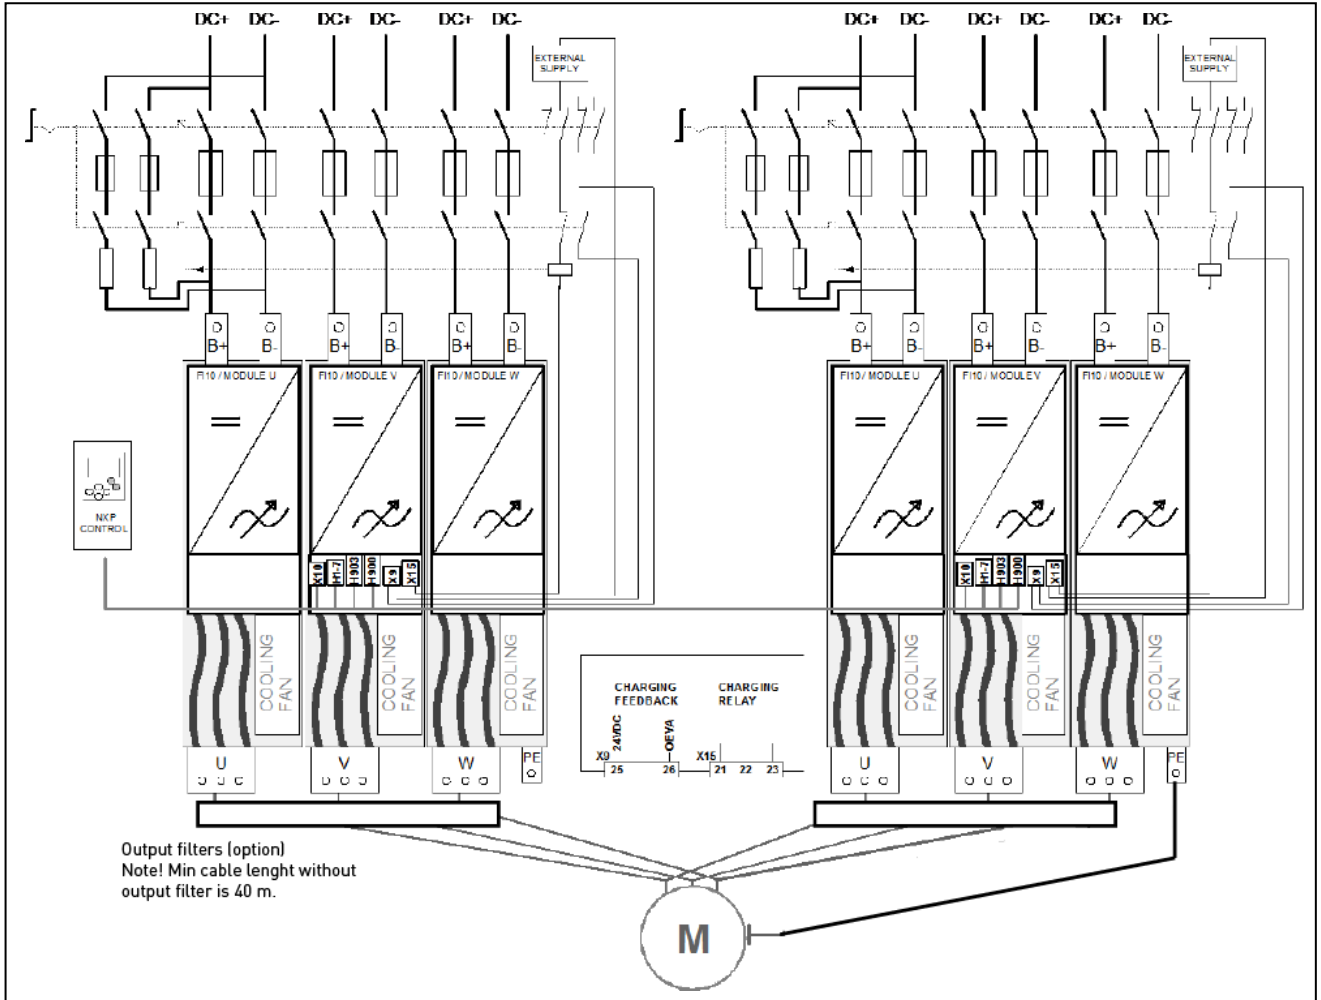 DC+ DC- DC+ DC- DC+ DC- DC+ DC- DC+ DC- DC+ DC-
EXTERNAL
SUPPLY
EXTERNAL
SUPPLY
B+ B- B+ B- B+ B- B+ B- B+ B- B+ B-
FI10 / MODULE U FI10 / MODULE V FI10 / MODULE W FI10 / MODULE U FI10 / MODULE V FI10 / MODULE W
NXP
CONTROL
X10 H1-7 H903 H900 X9 X15
X10 H1-7 H903 H900 X9 X15
COOLING
FAN
COOLING
FAN
COOLING
FAN
COOLING
FAN
COOLING
FAN
COOLING
FAN
CHARGING
FEEDBACK
CHARGING
RELAY
24VDC
OEVA
X9
25 26
X15
21 22 23
U V W PE
U V W PE
Output filters (option)
Note! Min cable lenght without
output filter is 40 m.
M